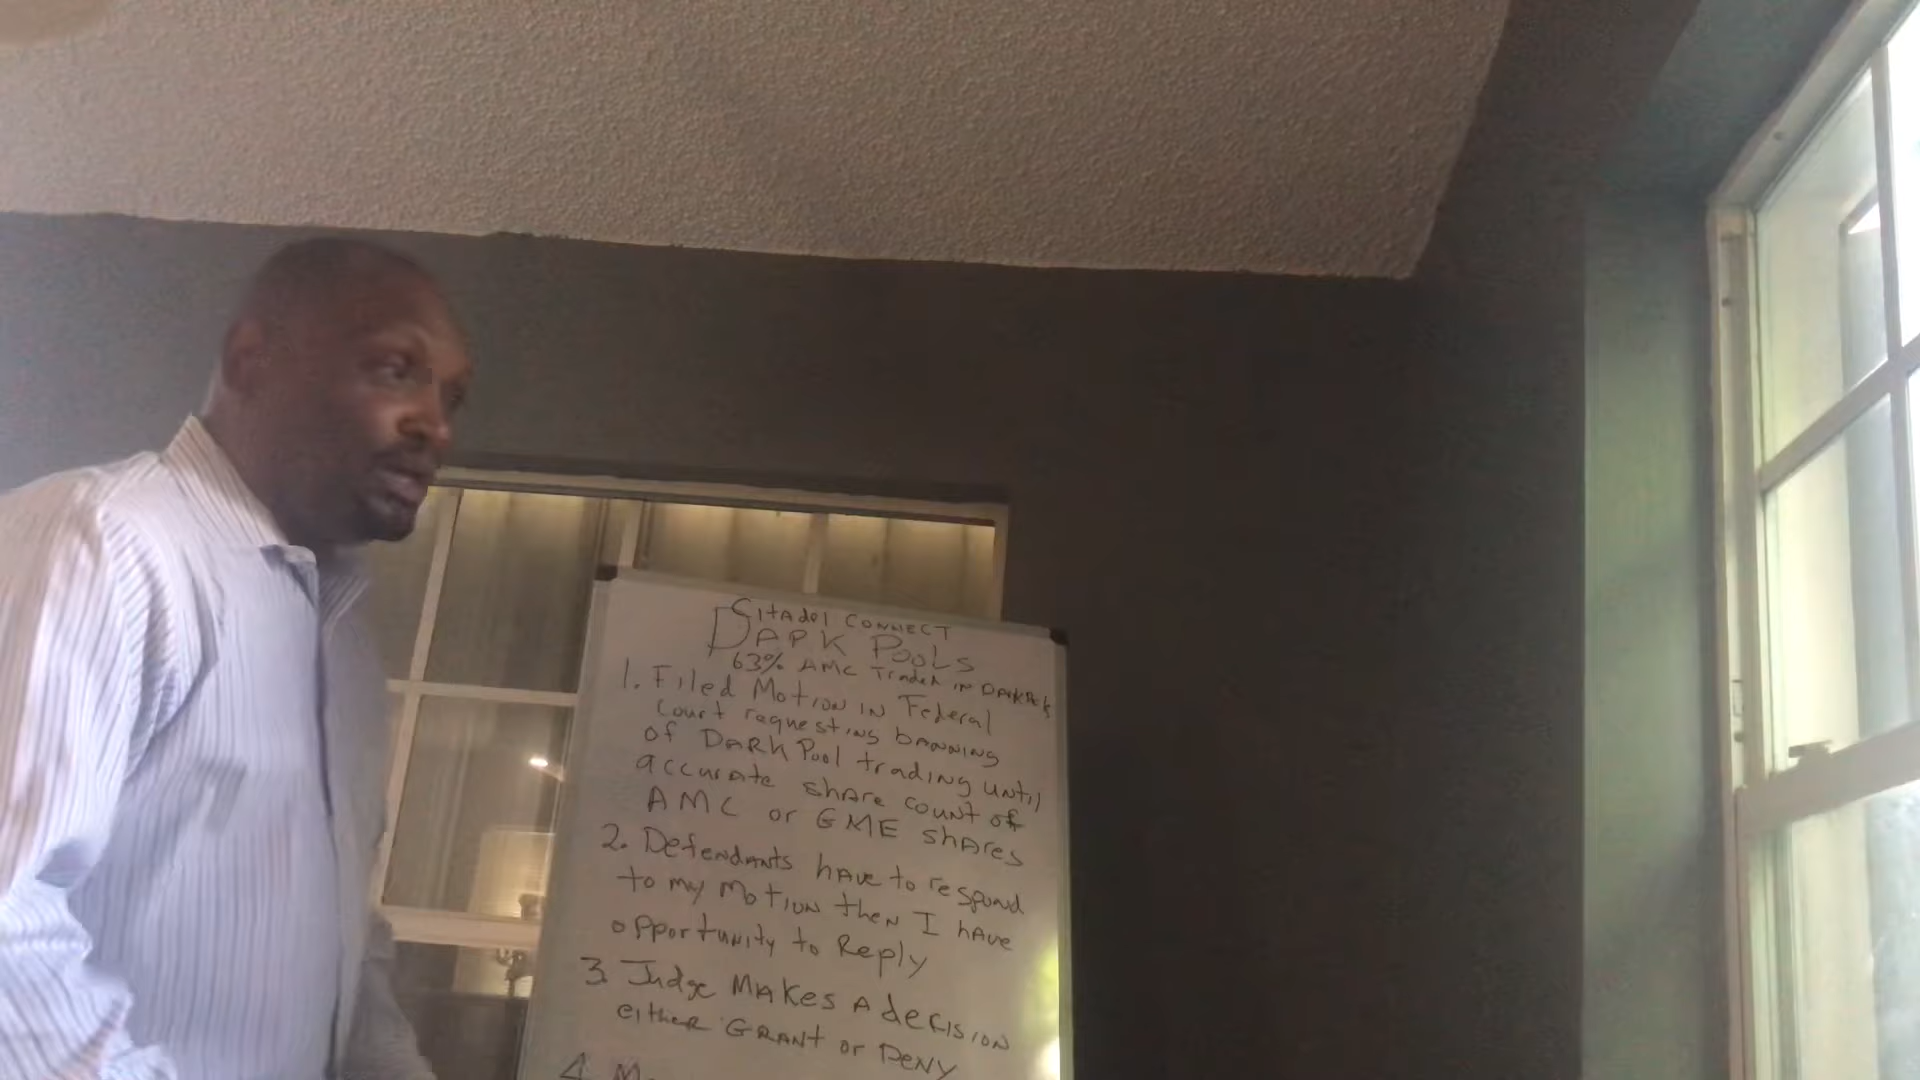 Citadel CONNECT
DARK POOLS
63% AMC Traded in DARKPools
1. Filed Motion IN Federal
court requesting banning
of DARK Pool trading until
accurate share count of
AMC or GME shares
2. Defendants have to respond
to my Motion then I have
opportunity to Reply
3. Judge Makes A decision
either GRANT or DENY
4.